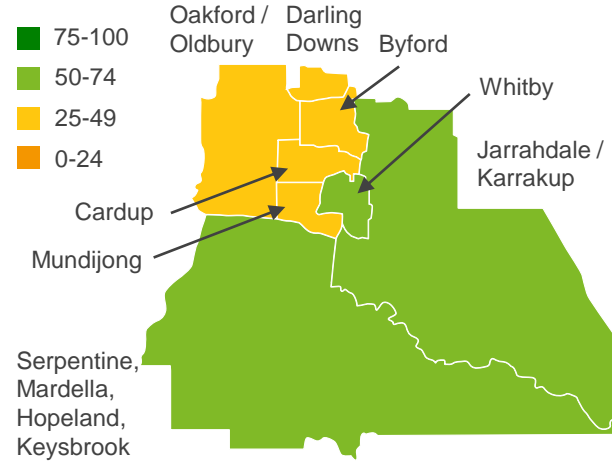 75-100
50-74
25-49
0-24
Oakford /
Oldbury
Darling
Downs
Byford
Whitby
Jarrahdale /
Karrakup
Cardup
Mundijong
Serpentine,
Mardella,
Hopeland,
Keysbrook